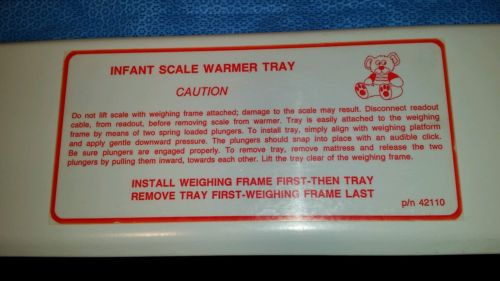 INFANT SCALE WARMER TRAY
CAUTION
Do not lift scale with weighing frame attached; damage to the scale may result. Disconnect readout
cable, from readout, before removing scale from warmer. Tray is easily attached to the weighing
frame by means of two spring loaded plungers. To install tray, simply align with weighing platform
and apply gentle downward pressure. The plungers should snap into place with an audible click.
Be sure plungers are engaged properly. To remove tray, remove mattress and release the two
plungers by pulling them inward, towards each other. Lift the tray clear of the weighing frame.
INSTALL WEIGHING FRAME FIRST-THEN TRAY
REMOVE TRAY FIRST-WEIGHING FRAME LAST
p/n 42110